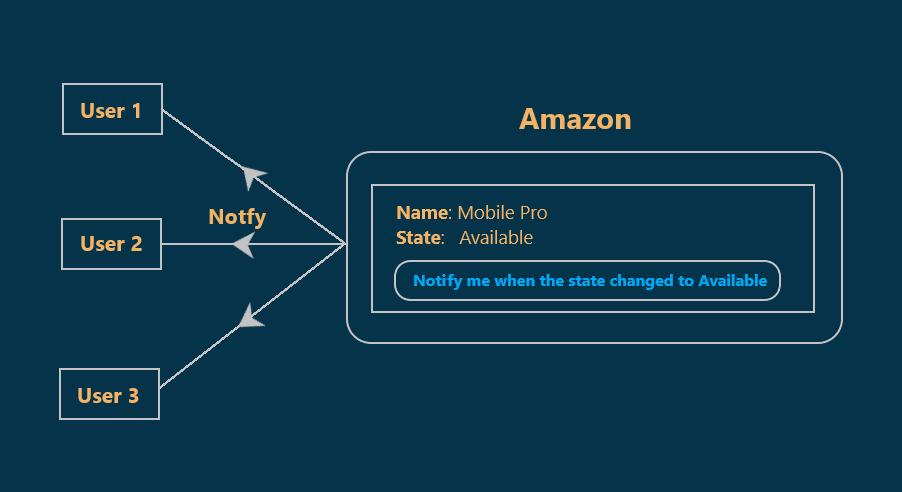 Amazon
User 1
Name: Mobile Pro
Notfy
State: Available
User 2
Notify me when the state changed to Available
User 3